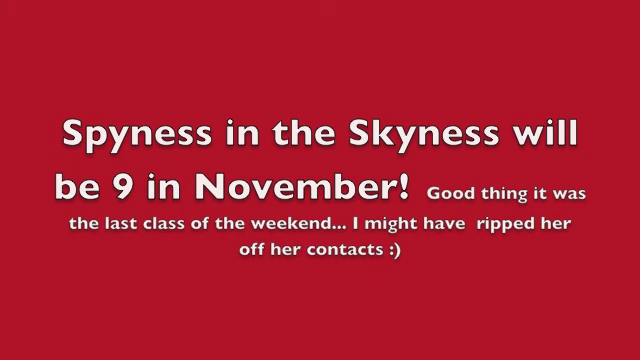 Spyness in the Skyness will
be 9 in November! Good thing it was
the last class of the weekend... I might have ripped her
off her contacts :)